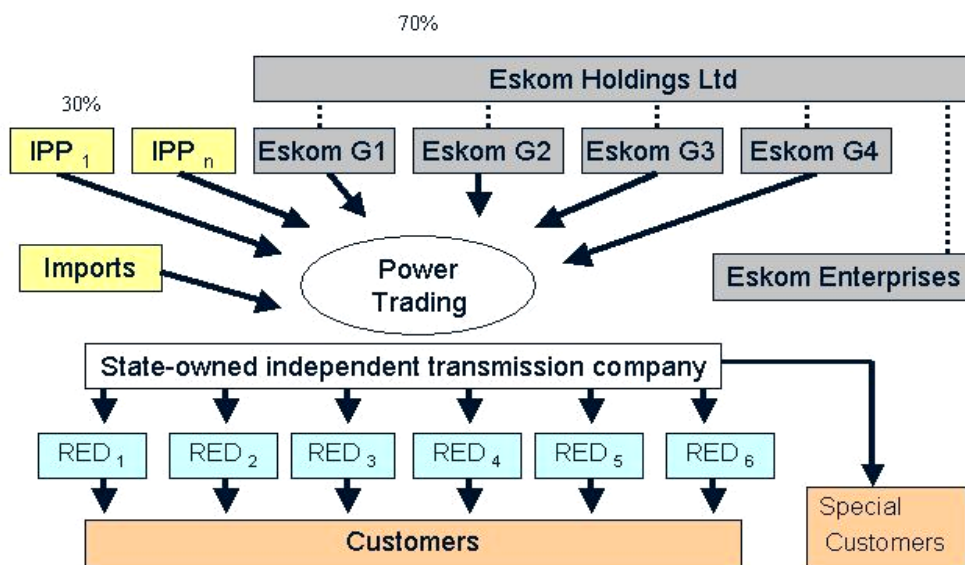 70%
Eskom Holdings Ltd
30%
IPP 1
IPP n
Eskom G1
Eskom G2
Eskom G3
Eskom G4
Imports
Power
Trading
Eskom Enterprises
State-owned independent transmission company
RED 1
RED 2
RED 3
RED 4
RED 5
RED 6
Customers
Special
Customers